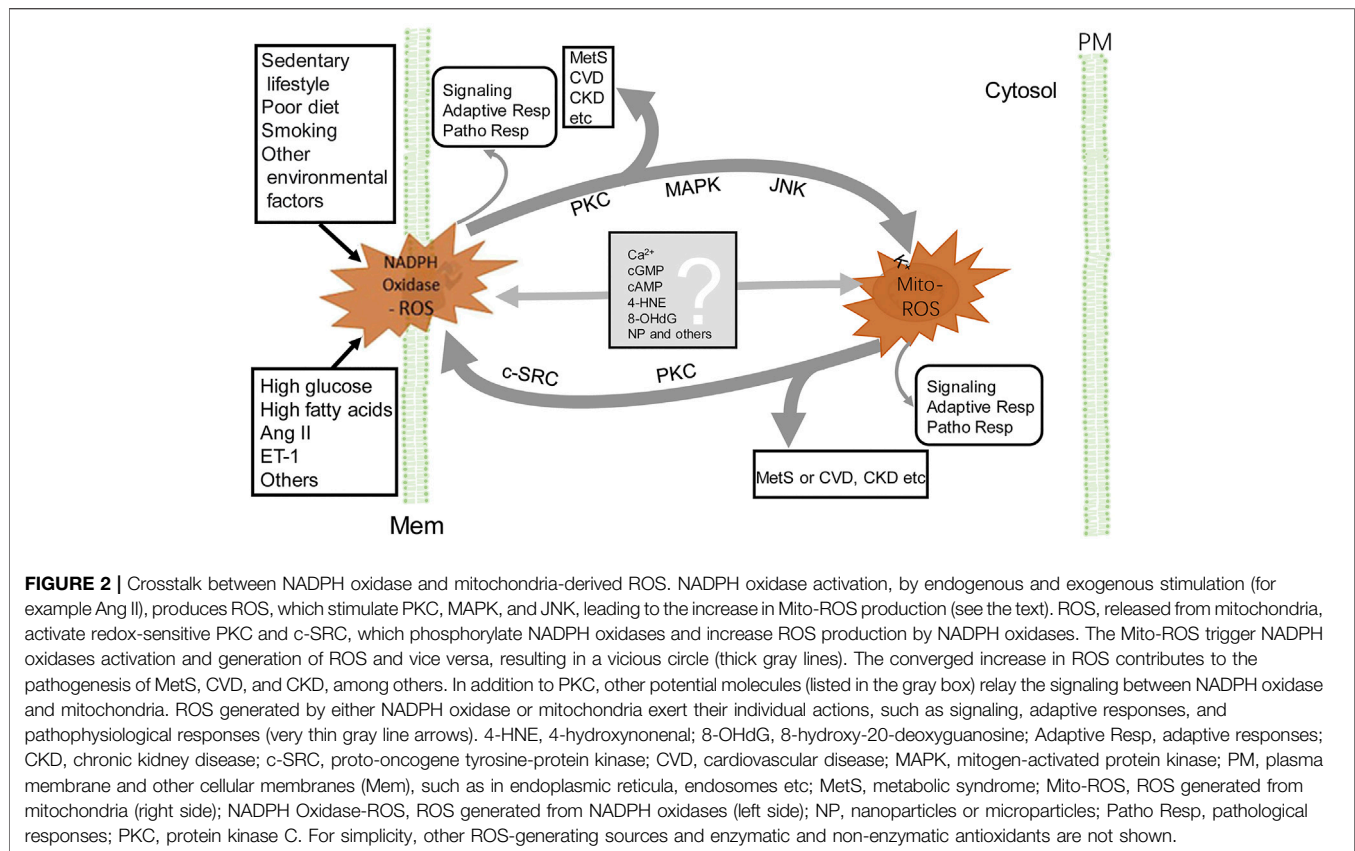 Sedentary
lifestyle
Poor diet
Smoking
Other
environmental
factors
Signaling
Adaptive Resp
Patho Resp
MetS
CVD
CKD
etc
PM
Cytosol
PKC
MAPK
JNK
NADPH
Oxidase
- ROS
Ca²⁺
cGMP
cAMP
4-HNE
8-OHdG
NP and others
?
K⁺
Mito-
ROS
High glucose
High fatty acids
Ang II
ET-1
Others
c-SRC
PKC
Signaling
Adaptive Resp
Patho Resp
MetS or CVD, CKD etc
Mem
FIGURE 2 | Crosstalk between NADPH oxidase and mitochondria-derived ROS. NADPH oxidase activation, by endogenous and exogenous stimulation (for
example Ang II), produces ROS, which stimulate PKC, MAPK, and JNK, leading to the increase in Mito-ROS production (see the text). ROS, released from mitochondria,
activate redox-sensitive PKC and c-SRC, which phosphorylate NADPH oxidases and increase ROS production by NADPH oxidases. The Mito-ROS trigger NADPH
oxidases activation and generation of ROS and vice versa, resulting in a vicious circle (thick gray lines). The converged increase in ROS contributes to the
pathogenesis of MetS, CVD, and CKD, among others. In addition to PKC, other potential molecules (listed in the gray box) relay the signaling between NADPH oxidase
and mitochondria. ROS generated by either NADPH oxidase or mitochondria exert their individual actions, such as signaling, adaptive responses, and
pathophysiological responses (very thin gray line arrows). 4-HNE, 4-hydroxynonenal; 8-OHdG, 8-hydroxy-20-deoxyguanosine; Adaptive Resp, adaptive responses;
CKD, chronic kidney disease; c-SRC, proto-oncogene tyrosine-protein kinase; CVD, cardiovascular disease; MAPK, mitogen-activated protein kinase; PM, plasma
membrane and other cellular membranes (Mem), such as in endoplasmic reticula, endosomes etc; MetS, metabolic syndrome; Mito-ROS, ROS generated from
mitochondria (right side); NADPH Oxidase-ROS, ROS generated from NADPH oxidases (left side); NP, nanoparticles or microparticles; Patho Resp, pathological
responses; PKC, protein kinase C. For simplicity, other ROS-generating sources and enzymatic and non-enzymatic antioxidants are not shown.